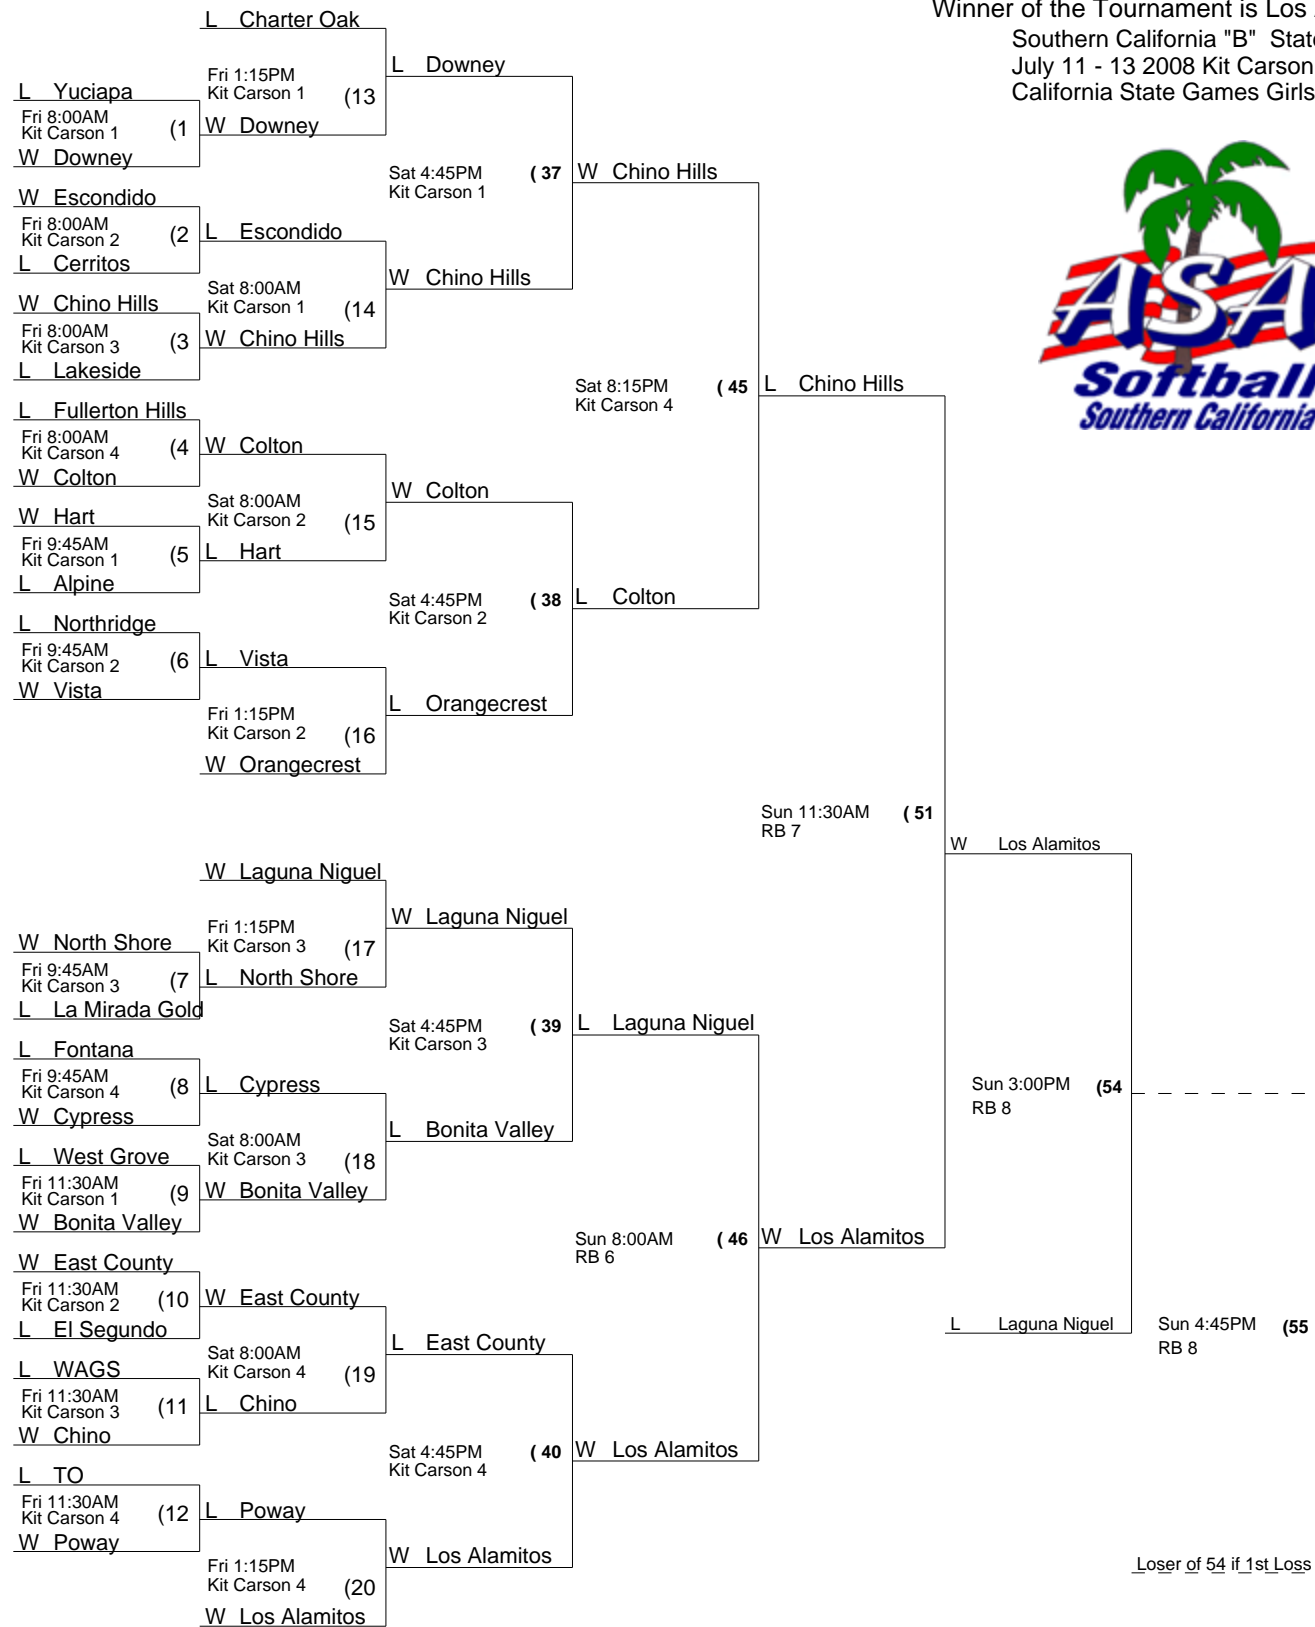 Winner of the Tournament is Los
Southern California "B" State
July 11 - 13 2008 Kit Carson
California State Games Girls
ASA
Softball
Southern California
L Charter Oak
Fri 1:15PM
Kit Carson 1 (13
W Downey
L Yuciapa
Fri 8:00AM
Kit Carson 1 (1
W Downey
W Escondido
Fri 8:00AM
Kit Carson 2 (2
L Cerritos
L Escondido
Sat 8:00AM
Kit Carson 1 (14
W Chino Hills
W Chino Hills
Fri 8:00AM
Kit Carson 3 (3
L Lakeside
L Fullerton Hills
Fri 8:00AM
Kit Carson 4 (4
W Colton
W Colton
Sat 8:00AM
Kit Carson 2 (15
L Hart
W Hart
Fri 9:45AM
Kit Carson 1 (5
L Alpine
L Northridge
Fri 9:45AM
Kit Carson 2 (6
W Vista
L Vista
Fri 1:15PM
Kit Carson 2 (16
W Orangecrest
L Downey
Sat 4:45PM ( 37
Kit Carson 1
W Chino Hills
W Colton
Sat 4:45PM ( 38
Kit Carson 2
L Orangecrest
W Chino Hills
Sat 8:15PM ( 45
Kit Carson 4
L Colton
L Chino Hills
Sun 11:30AM ( 51
RB 7
W Los Alamitos
W Laguna Niguel
Fri 1:15PM
Kit Carson 3 (17
L North Shore
W North Shore
Fri 9:45AM
Kit Carson 3 (7
L La Mirada Gold
L Fontana
Fri 9:45AM
Kit Carson 4 (8
W Cypress
L Cypress
Sat 8:00AM
Kit Carson 3 (18
W Bonita Valley
L West Grove
Fri 11:30AM
Kit Carson 1 (9
W Bonita Valley
W East County
Fri 11:30AM
Kit Carson 2 (10
L El Segundo
W East County
Sat 8:00AM
Kit Carson 4 (19
L Chino
L WAGS
Fri 11:30AM
Kit Carson 3 (11
W Chino
L TO
Fri 11:30AM
Kit Carson 4 (12
W Poway
L Poway
Fri 1:15PM
Kit Carson 4 (20
W Los Alamitos
W Laguna Niguel
Sat 4:45PM ( 39
Kit Carson 3
L Bonita Valley
L East County
Sat 4:45PM ( 40
Kit Carson 4
W Los Alamitos
L Laguna Niguel
Sun 8:00AM ( 46
RB 6
W Los Alamitos
W Los Alamitos
Sun 3:00PM (54
RB 8
L Laguna Niguel
Sun 4:45PM (55
RB 8
Loser of 54 if 1st Loss